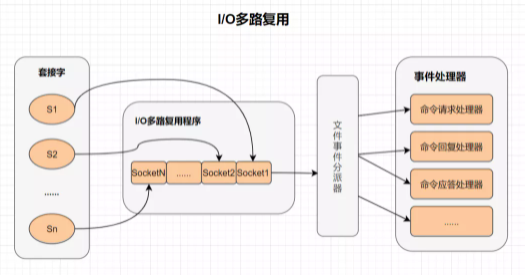 I/O多路复用
套接字
S1
S2
......
Sn
I/O多路复用程序
SocketN
......
Socket2
Socket1
文件事件分派器
事件处理器
命令请求处理器
命令回复处理器
命令应答处理器
......